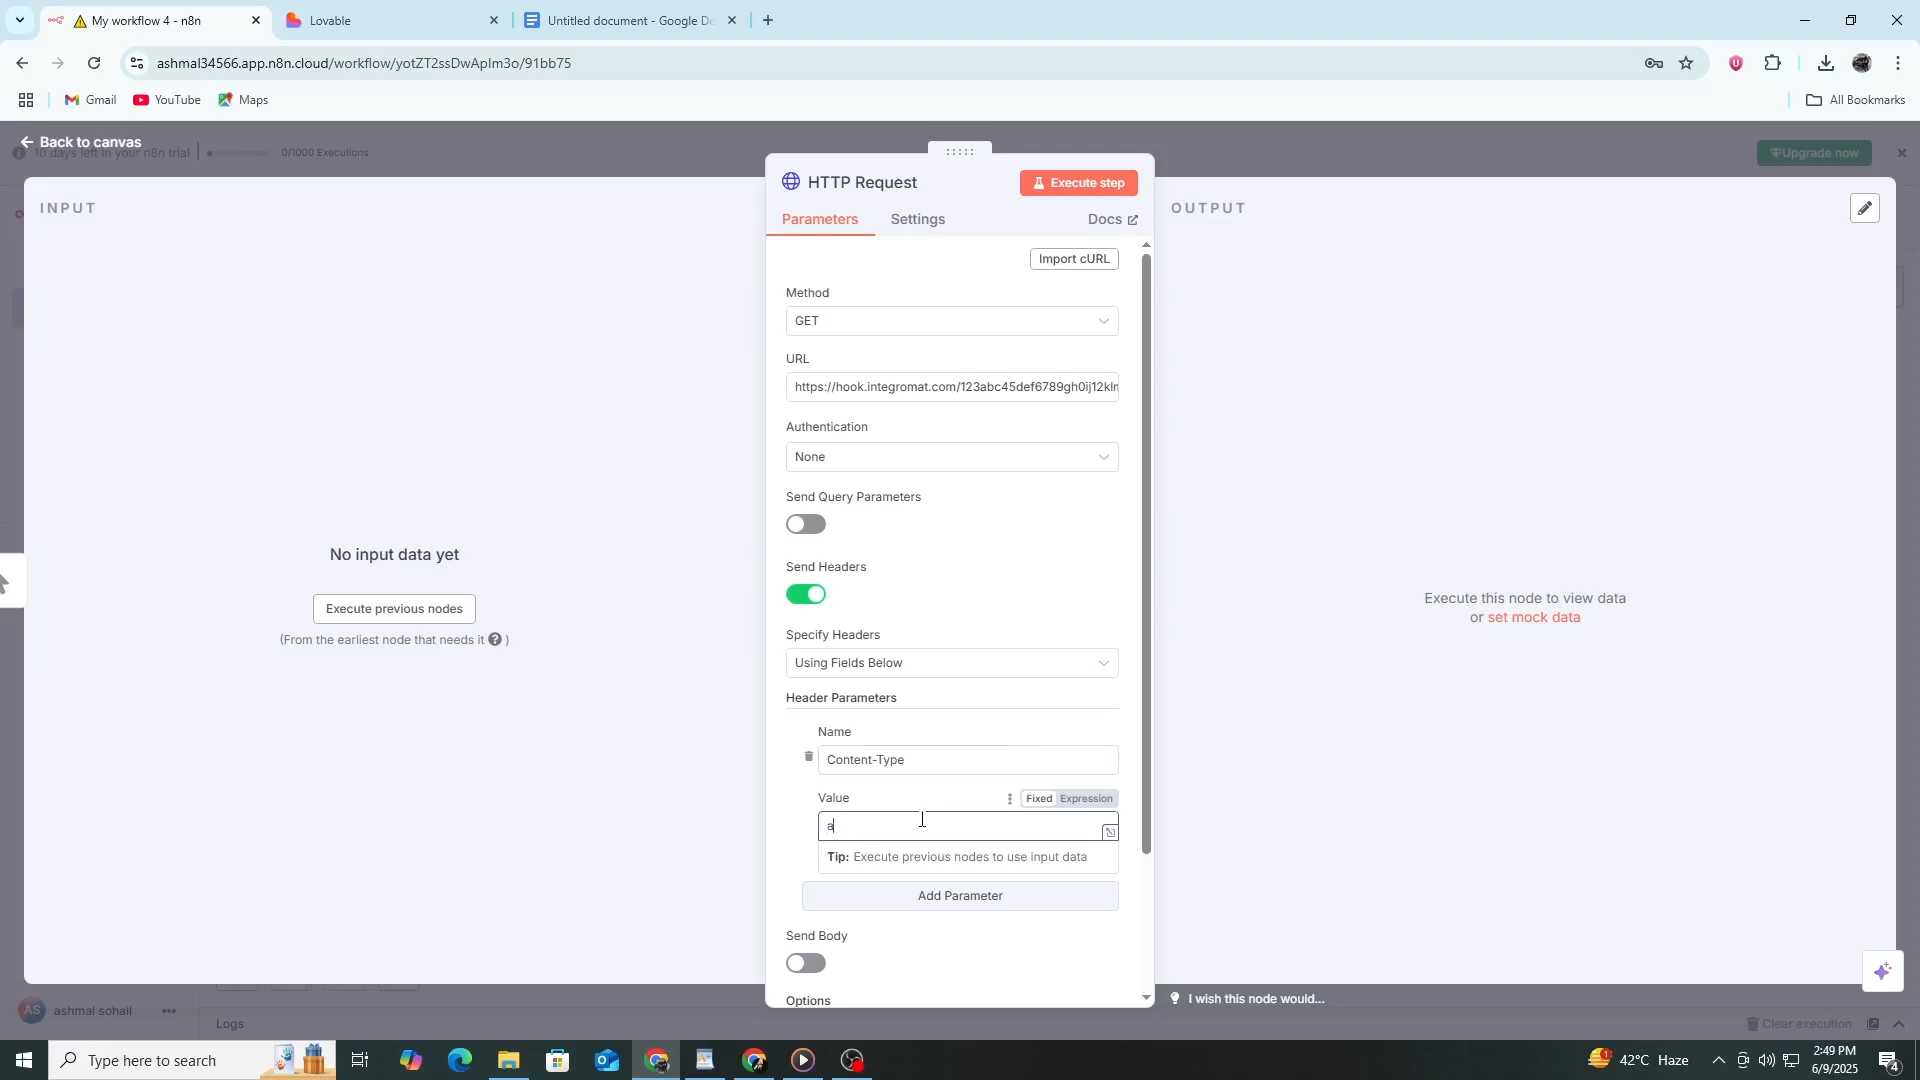 My workflow 4 - n8n
Lovable
Untitled document - Google Do
ashmal34566.app.n8n.cloud/workflow/yotZT2ssDwAplm3o/91bb75
Gmail
YouTube
Maps
All Bookmarks
Back to canvas
10 days left in your n8n trial
0/1000 Executions
Upgrade now
HTTP Request
Execute step
INPUT
Parameters
Settings
Docs
OUTPUT
Import cURL
Method
GET
URL
https://hook.integromat.com/123abc45def6789gh0ij12klm
Authentication
None
Send Query Parameters
No input data yet
Send Headers
Execute previous nodes
(From the earliest node that needs it ? )
Execute this node to view data
or set mock data
Specify Headers
Using Fields Below
Header Parameters
Name
Content-Type
Value
Fixed
Expression
a
Tip: Execute previous nodes to use input data
Add Parameter
Send Body
Options
I wish this node would...
AS
ashmal sohail
Logs
Clear execution
Type here to search
1
42°C Haze
2:49 PM
6/9/2025
4